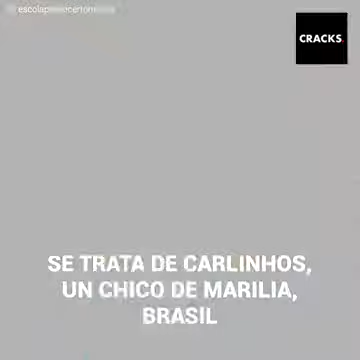 CRACKS.
SE TRATA DE CARLINHOS,
UN CHICO DE MARILIA,
BRASIL